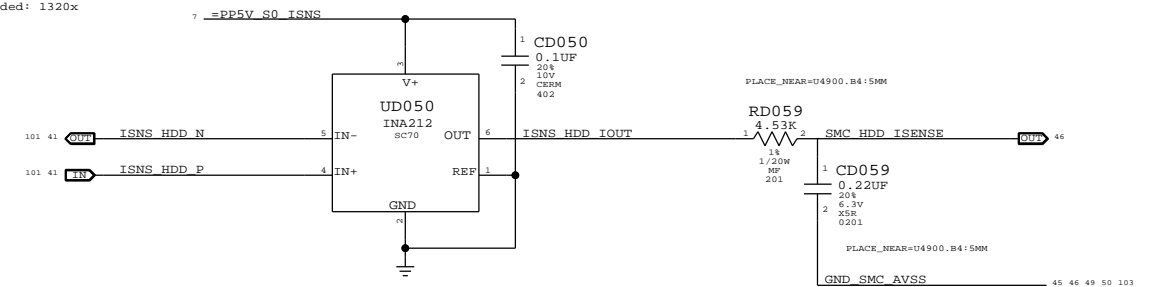 ded: 1320x
7 =PP5V_S0_ISNS
1 CD050
0.1UF
20%
10V
2 CERM
402
3
V+
UD050
INA212
SC70
PLACE_NEAR=U4900.B4:5MM
RD059
4.53K
101 41 OUT ISNS_HDD_N 5 IN- OUT 6 ISNS_HDD_IOUT 1 2 SMC_HDD_ISENSE OUT 46
1%
1/20W
MF
201
101 41 IN ISNS_HDD_P 4 IN+ REF 1
1 CD059
0.22UF
20%
6.3V
2 X5R
0201
GND
2
PLACE_NEAR=U4900.B4:5MM
GND_SMC_AVSS 45 46 49 50 103